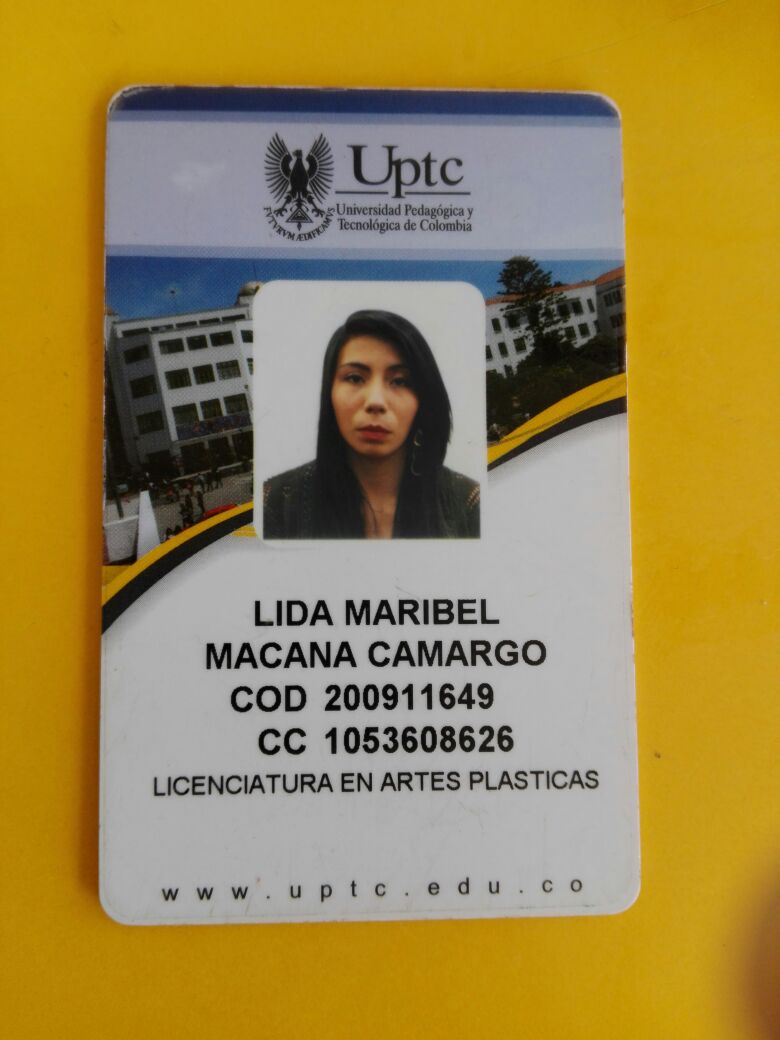 Uptc
Universidad Pedagógica y
Tecnológica de Colombia
FVTVRVM ÆDIFICAMVS
LIDA MARIBEL
MACANA CAMARGO
COD 200911649
CC 1053608626
LICENCIATURA EN ARTES PLASTICAS
www.uptc.edu.co